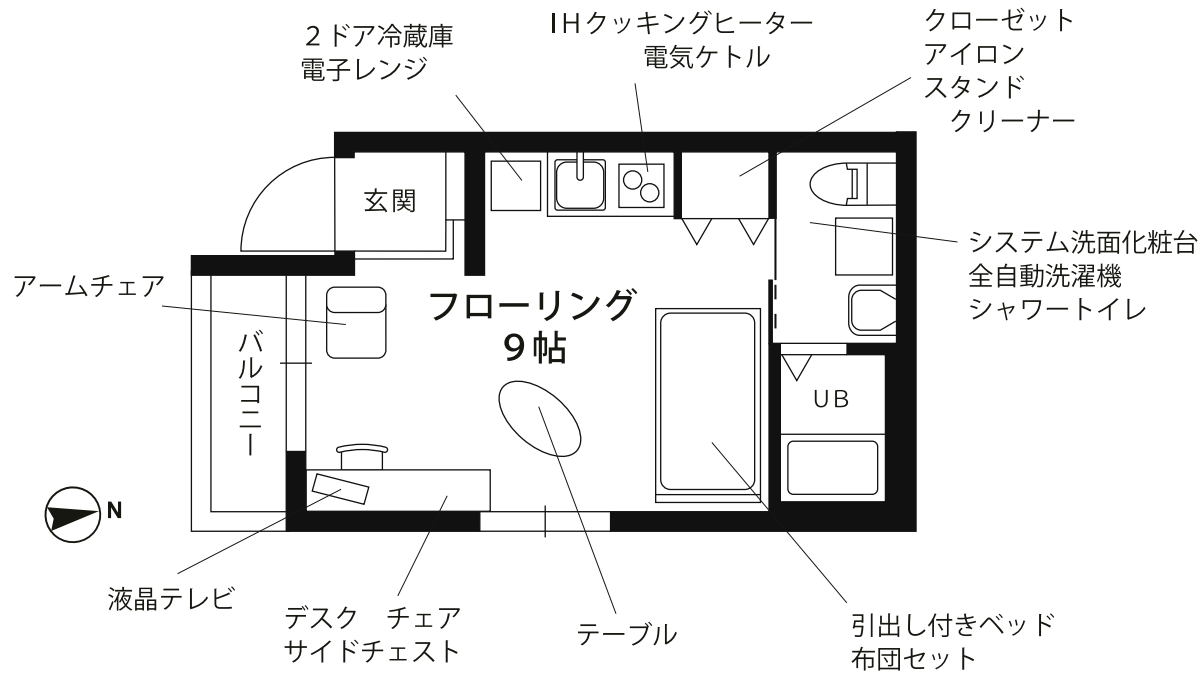 ２ドア冷蔵庫
電子レンジ
IHクッキングヒーター
電気ケトル
クローゼット
アイロン
スタンド
クリーナー
玄関
システム洗面化粧台
全自動洗濯機
シャワートイレ
アームチェア
フローリング
9帖
バルコニー
UB
N
液晶テレビ
デスク　チェア
サイドチェスト
テーブル
引出し付きベッド
布団セット